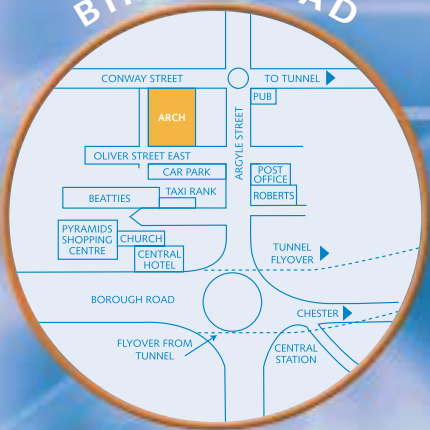 CONWAY STREET
TO TUNNEL
PUB
ARCH
ARGYLE STREET
OLIVER STREET EAST
CAR PARK
POST
OFFICE
TAXI RANK
BEATTIES
ROBERTS
PYRAMIDS
SHOPPING
CENTRE
CHURCH
CENTRAL
HOTEL
TUNNEL
FLYOVER
BOROUGH ROAD
CHESTER
FLYOVER FROM
TUNNEL
CENTRAL
STATION